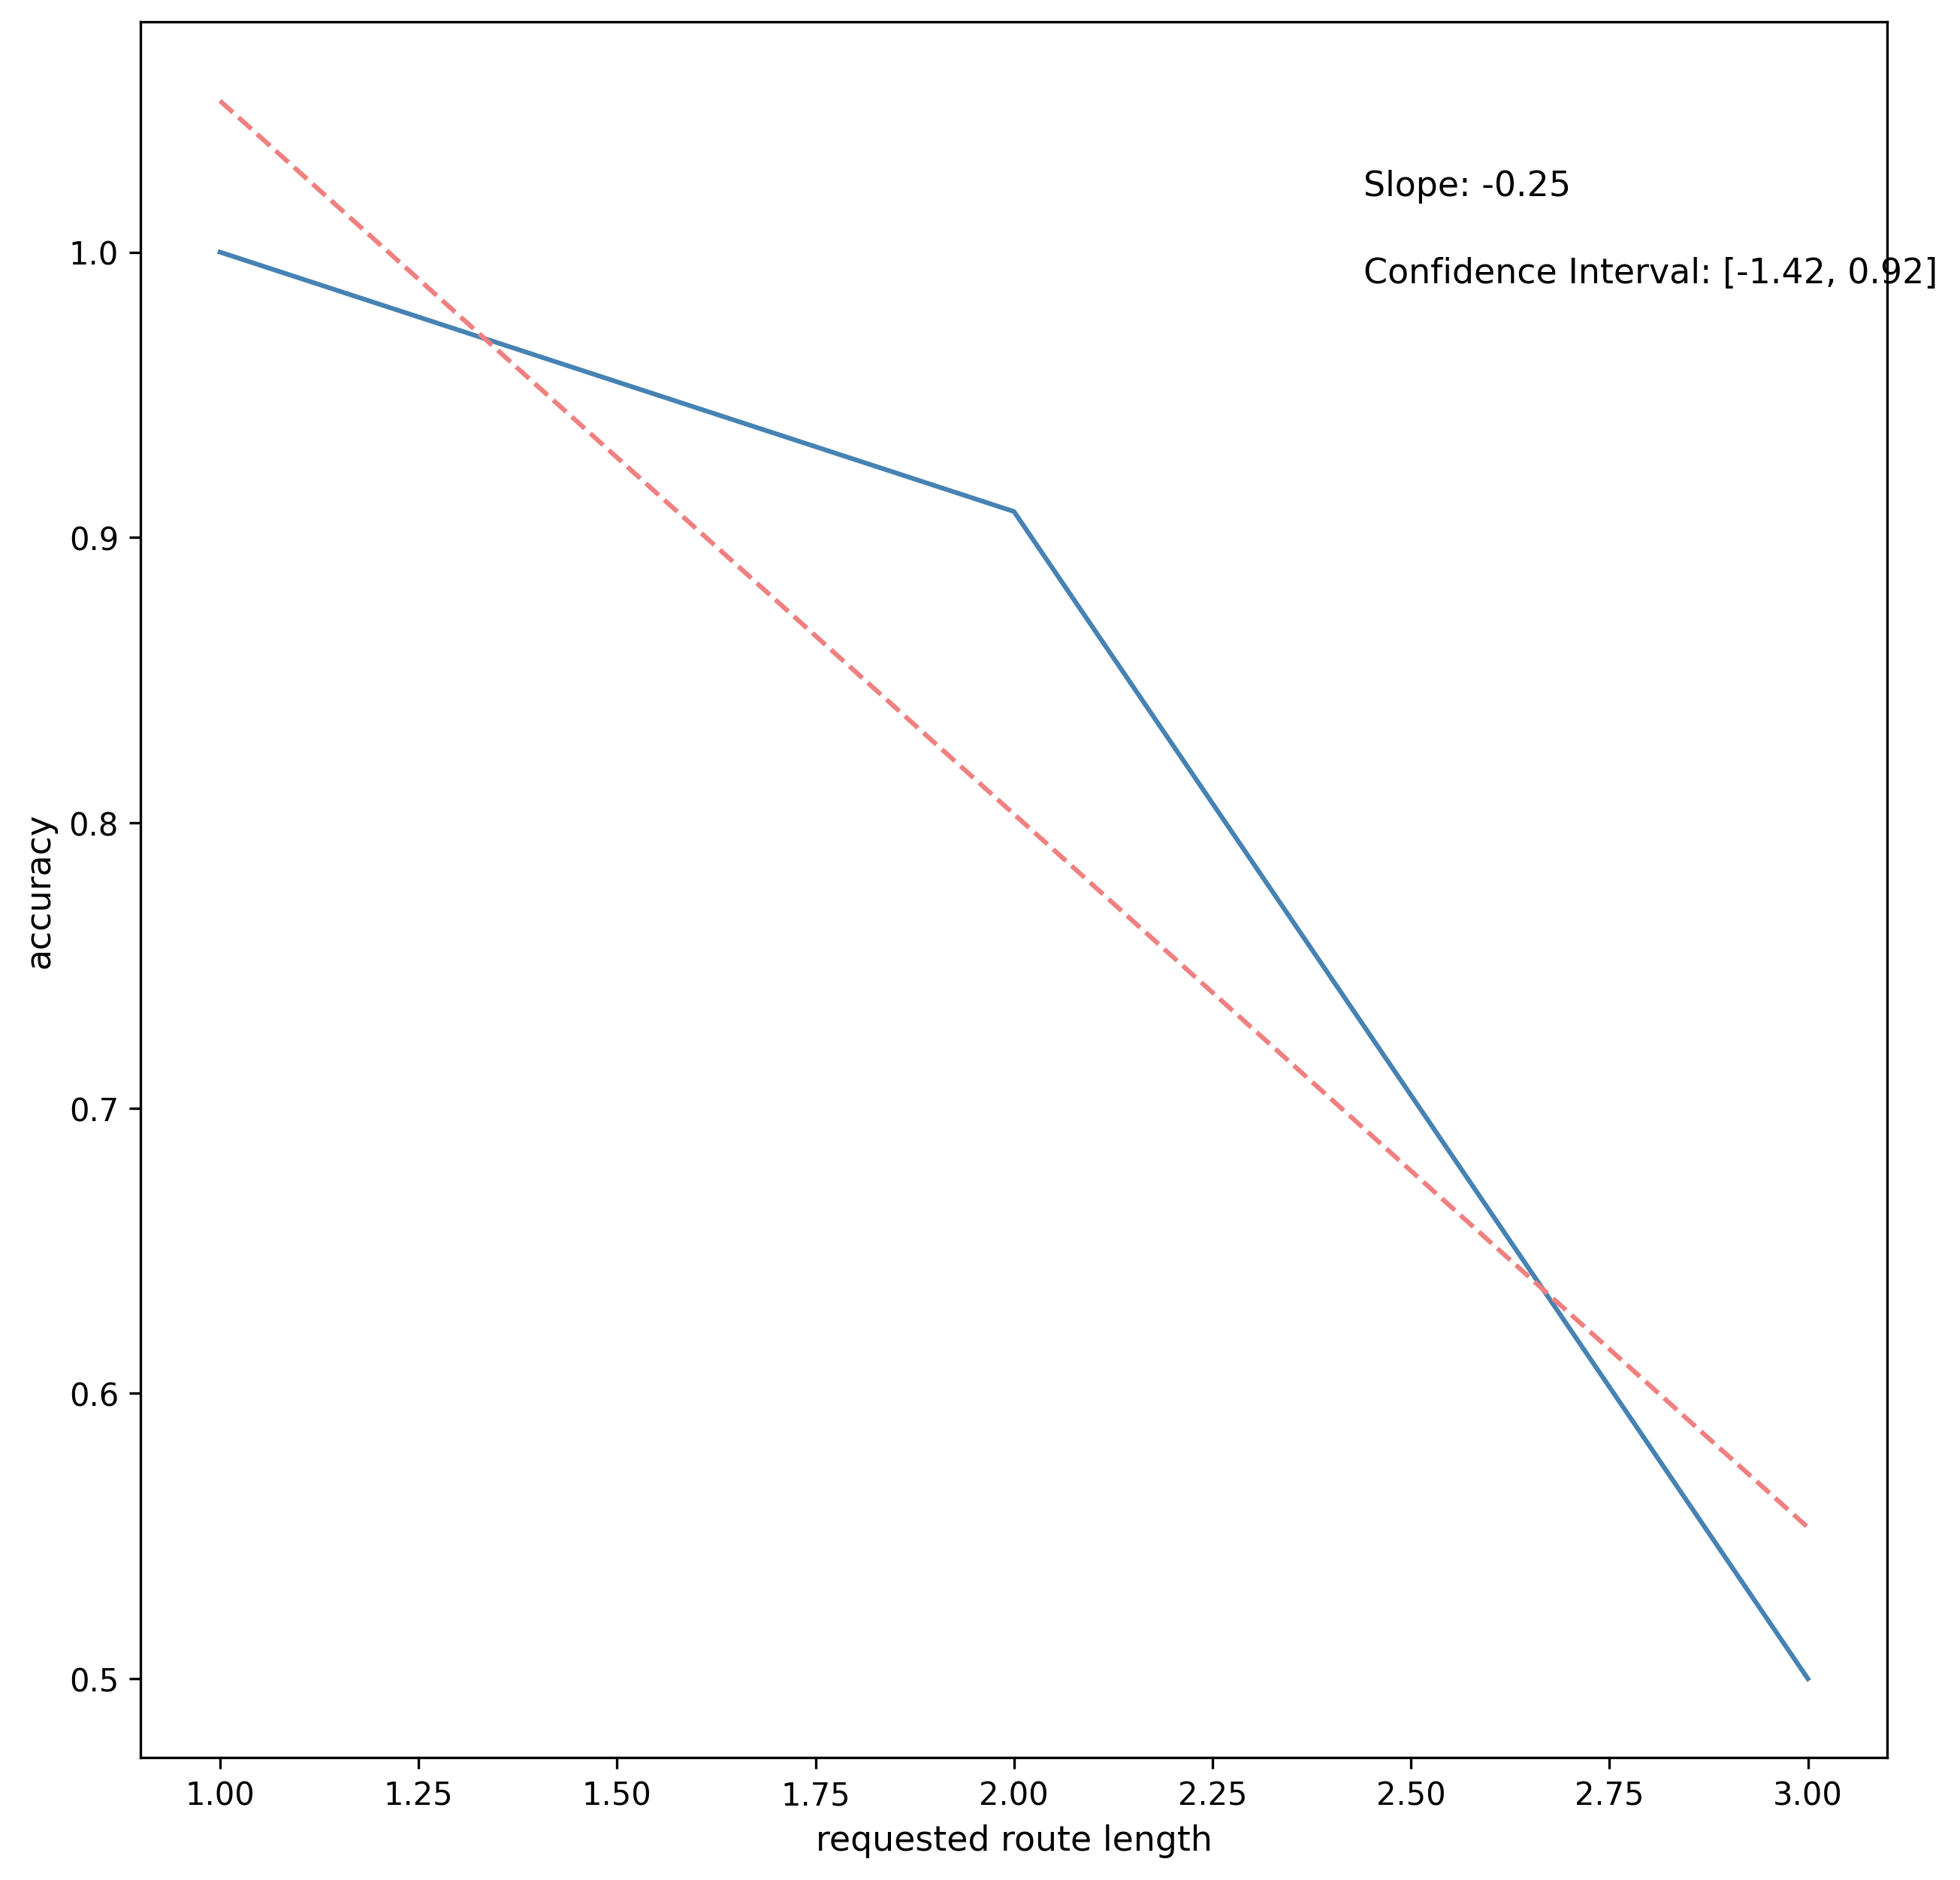 Slope: -0.25
Confidence Interval: [-1.42, 0.92]
1.0
0.9
0.8
0.7
0.6
0.5
accuracy
1.00 1.25 1.50 1.75 2.00 2.25 2.50 2.75 3.00
requested route length